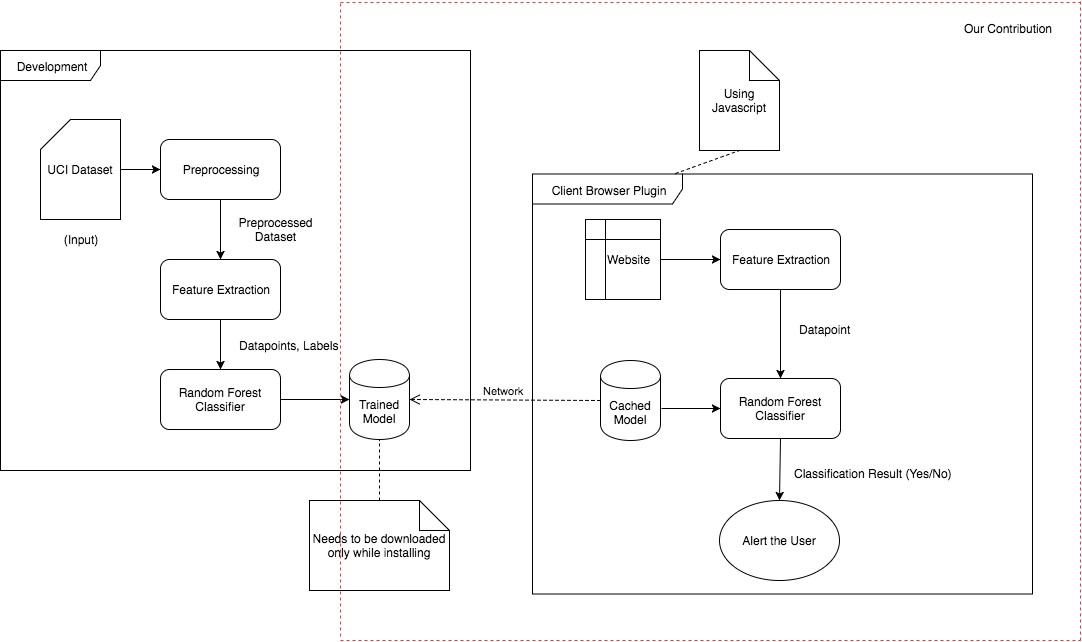 Our Contribution
Development
Using
Javascript
UCI Dataset
Preprocessing
(Input)
Preprocessed
Dataset
Feature Extraction
Datapoints, Labels
Random Forest
Classifier
Trained
Model
Needs to be downloaded
only while installing
Network
Client Browser Plugin
Website
Feature Extraction
Datapoint
Cached
Model
Random Forest
Classifier
Classification Result (Yes/No)
Alert the User